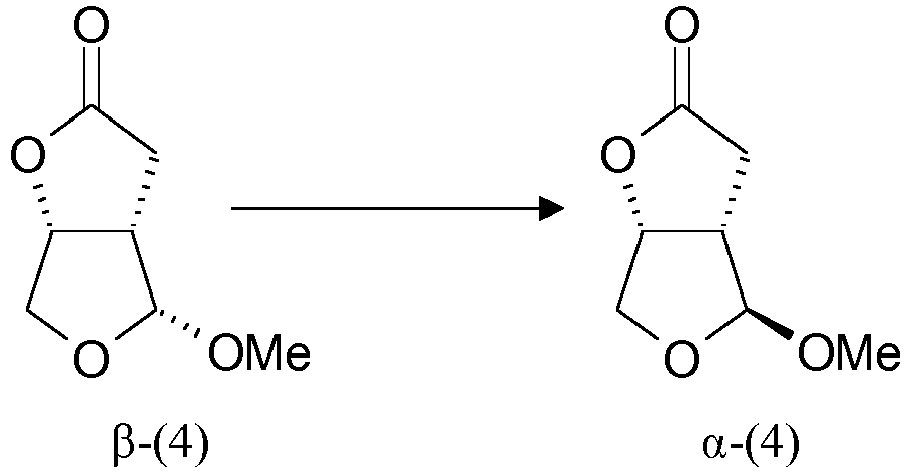 O O
O O
O OMe O OMe
β-(4) α-(4)